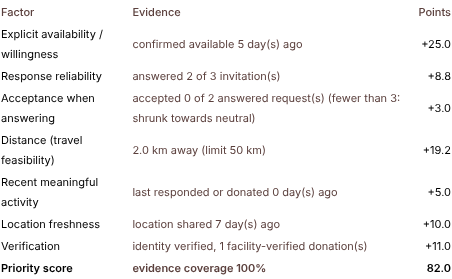 Factor Evidence Points
Explicit availability / willingness confirmed available 5 day(s) ago +25.0
Response reliability answered 2 of 3 invitation(s) +8.8
Acceptance when answering accepted 0 of 2 answered request(s) (fewer than 3: shrunk towards neutral) +3.0
Distance (travel feasibility) 2.0 km away (limit 50 km) +19.2
Recent meaningful activity last responded or donated 0 day(s) ago +5.0
Location freshness location shared 7 day(s) ago +10.0
Verification identity verified, 1 facility-verified donation(s) +11.0
Priority score evidence coverage 100% 82.0